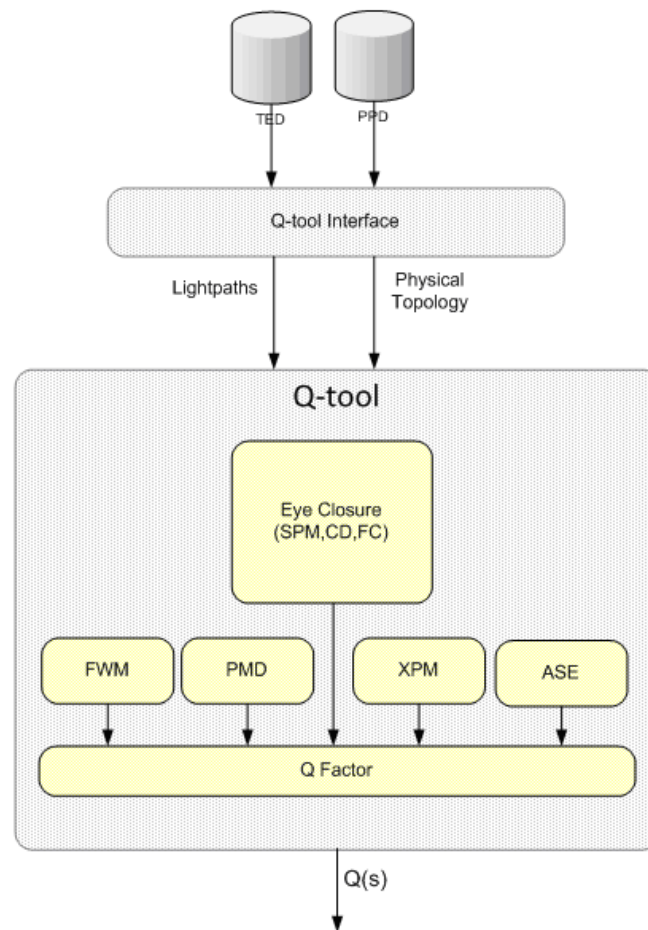 TED
PPD
Q-tool Interface
Lightpaths
Physical
Topology
Q-tool
Eye Closure
(SPM,CD,FC)
FWM
PMD
XPM
ASE
Q Factor
Q(s)